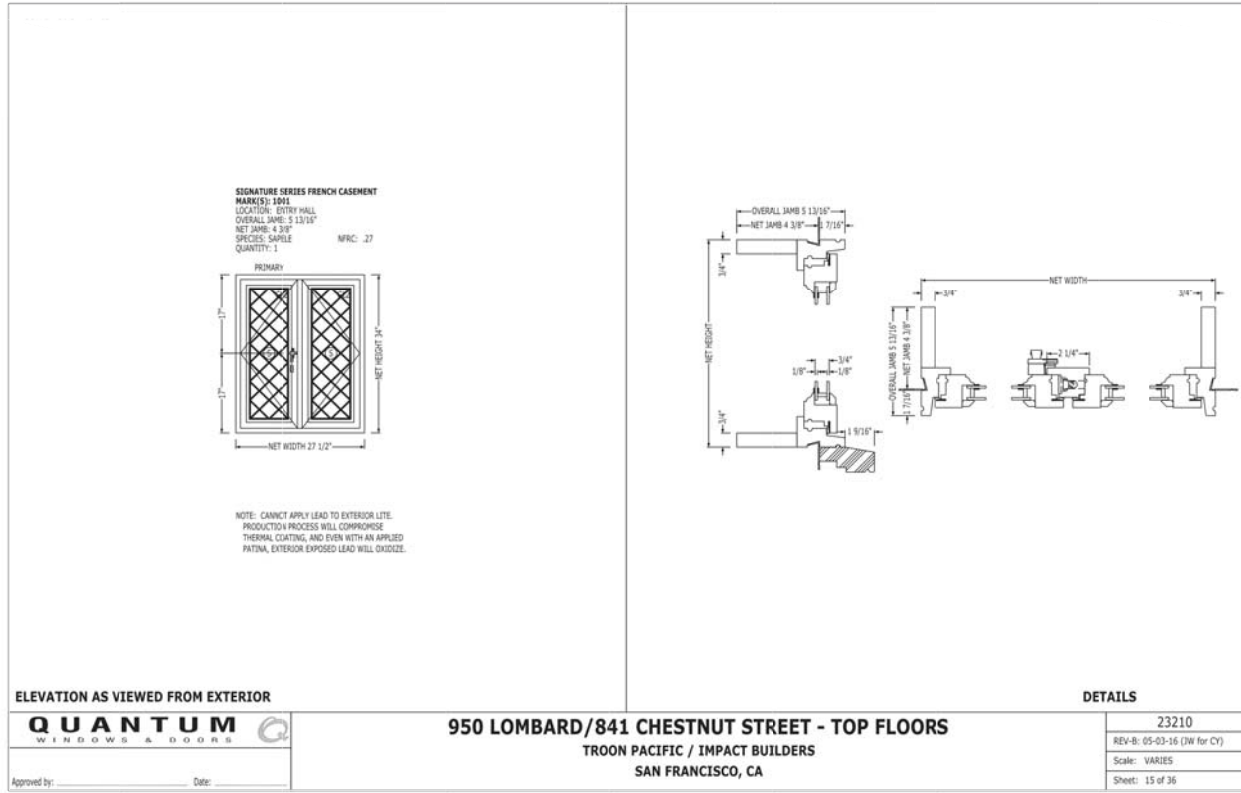 SIGNATURE SERIES FRENCH CASEMENT
MARK(S): 1001
LOCATION: ENTRY HALL
OVERALL JAMB: 5 13/16"
NET JAMB: 4 3/8"
SPECIES: SAPELE NFRC: .27
QUANTITY: 1
PRIMARY
17"
17"
S
S
NET HEIGHT 34"
NET WIDTH 27 1/2"
NOTE: CANNOT APPLY LEAD TO EXTERIOR LITE.
PRODUCTION PROCESS WILL COMPROMISE
THERMAL COATING, AND EVEN WITH AN APPLIED
PATINA, EXTERIOR EXPOSED LEAD WILL OXIDIZE.
ELEVATION AS VIEWED FROM EXTERIOR
OVERALL JAMB 5 13/16"
NET JAMB 4 3/8" 1 7/16"
3/4"
NET HEIGHT
3/4"
1/8" 1/8"
3/4"
1 9/16"
NET WIDTH
3/4" 3/4"
OVERALL JAMB 5 13/16"
NET JAMB 4 3/8"
1 7/16"
2 1/4"
DETAILS
QUANTUM
WINDOWS & DOORS
Approved by: Date:
950 LOMBARD/841 CHESTNUT STREET - TOP FLOORS
TROON PACIFIC / IMPACT BUILDERS
SAN FRANCISCO, CA
23210
REV-B: 05-03-16 (JW for CY)
Scale: VARIES
Sheet: 15 of 36